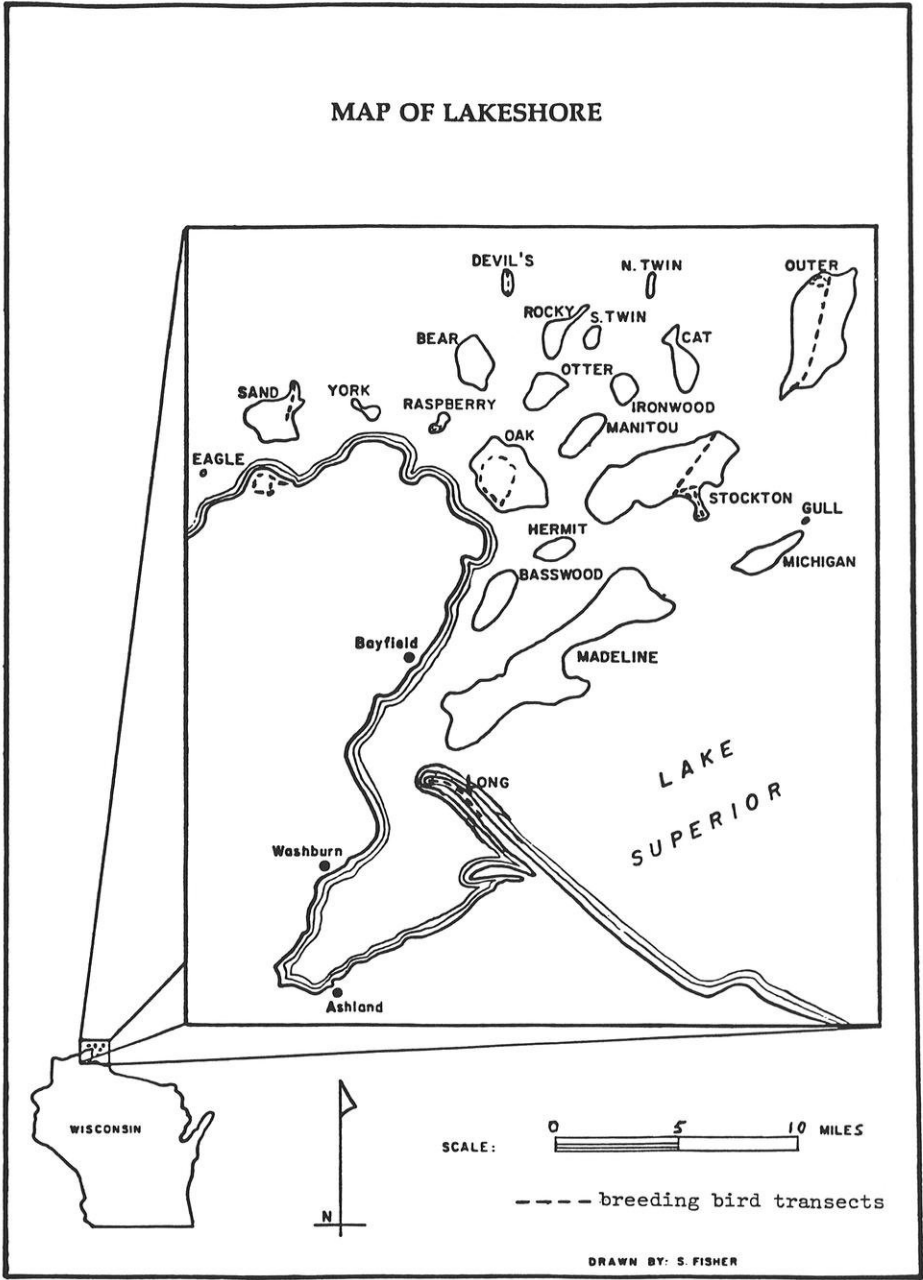 MAP OF LAKESHORE
DEVIL'S
N. TWIN
OUTER
ROCKY
S. TWIN
BEAR
CAT
OTTER
SAND
YORK
RASPBERRY
IRONWOOD
MANITOU
OAK
EAGLE
STOCKTON
GULL
HERMIT
MICHIGAN
BASSWOOD
Bayfield
MADELINE
LAKE
SUPERIOR
LONG
Washburn
Ashland
WISCONSIN
N
SCALE:
0 5 10 MILES
breeding bird transects
DRAWN BY: S. FISHER